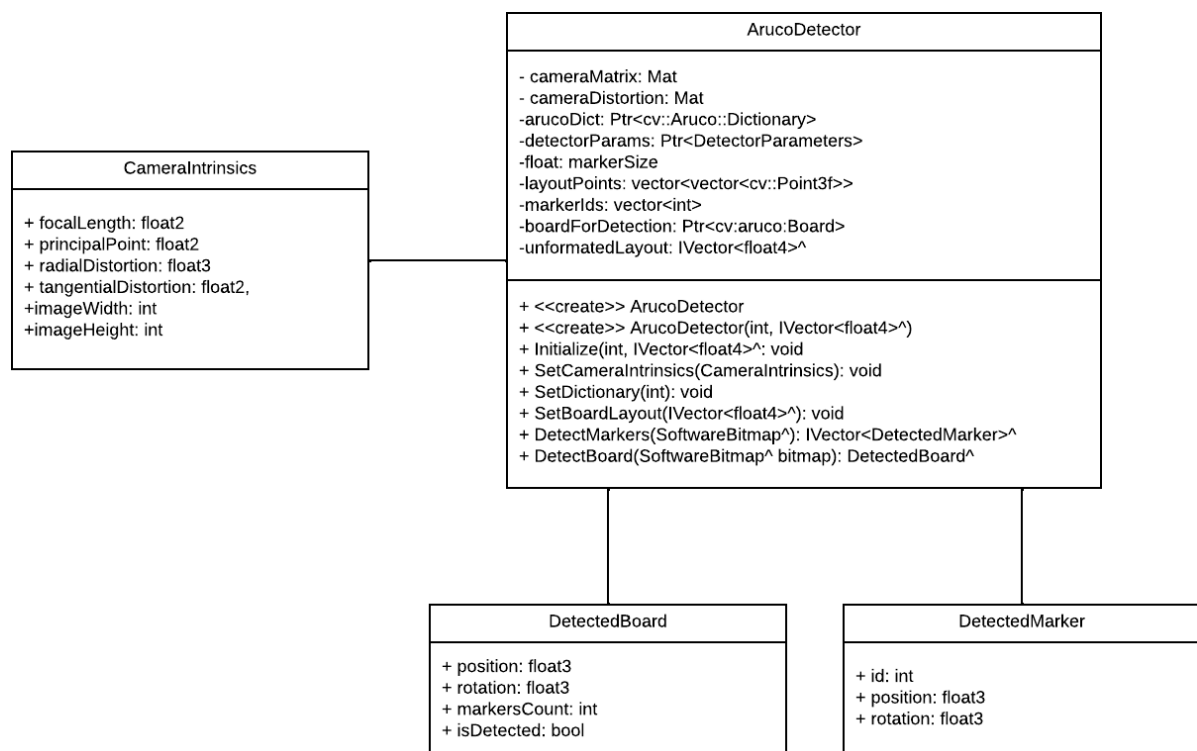 ArucoDetector
- cameraMatrix: Mat
- cameraDistortion: Mat
-arucoDict: Ptr<cv::Aruco::Dictionary>
-detectorParams: Ptr<DetectorParameters>
-float: markerSize
-layoutPoints: vector<vector<cv::Point3f>>
-markerIds: vector<int>
-boardForDetection: Ptr<cv:aruco:Board>
-unformatedLayout: IVector<float4>^
+ <<create>> ArucoDetector
+ <<create>> ArucoDetector(int, IVector<float4>^)
+ Initialize(int, IVector<float4>^: void
+ SetCameraIntrinsics(CameraIntrinsics): void
+ SetDictionary(int): void
+ SetBoardLayout(IVector<float4>^): void
+ DetectMarkers(SoftwareBitmap^): IVector<DetectedMarker>^
+ DetectBoard(SoftwareBitmap^ bitmap): DetectedBoard^
CameraIntrinsics
+ focalLength: float2
+ principalPoint: float2
+ radialDistortion: float3
+ tangentialDistortion: float2,
+imageWidth: int
+imageHeight: int
DetectedBoard
+ position: float3
+ rotation: float3
+ markersCount: int
+ isDetected: bool
DetectedMarker
+ id: int
+ position: float3
+ rotation: float3